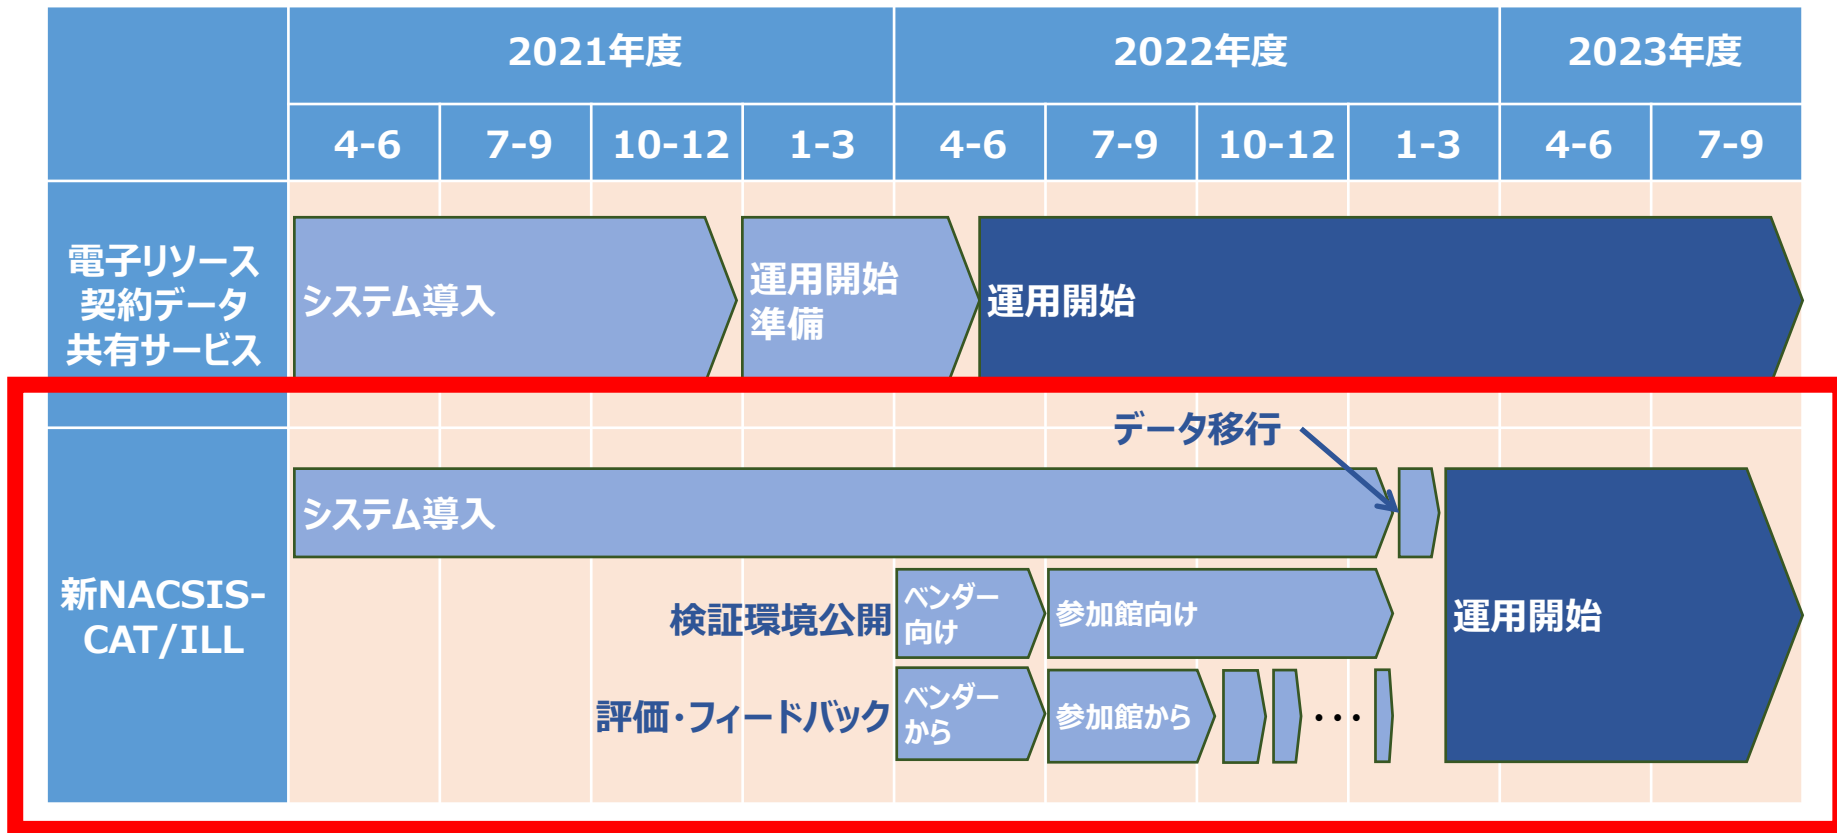 2021年度
2022年度
2023年度
4-6
7-9
10-12
1-3
4-6
7-9
10-12
1-3
4-6
7-9
電子リソース
契約データ
共有サービス
システム導入
運用開始
準備
運用開始
データ移行
新NACSIS-
CAT/ILL
システム導入
検証環境公開
ベンダー
向け
参加館向け
運用開始
評価・フィードバック
ベンダー
から
参加館から
・・・